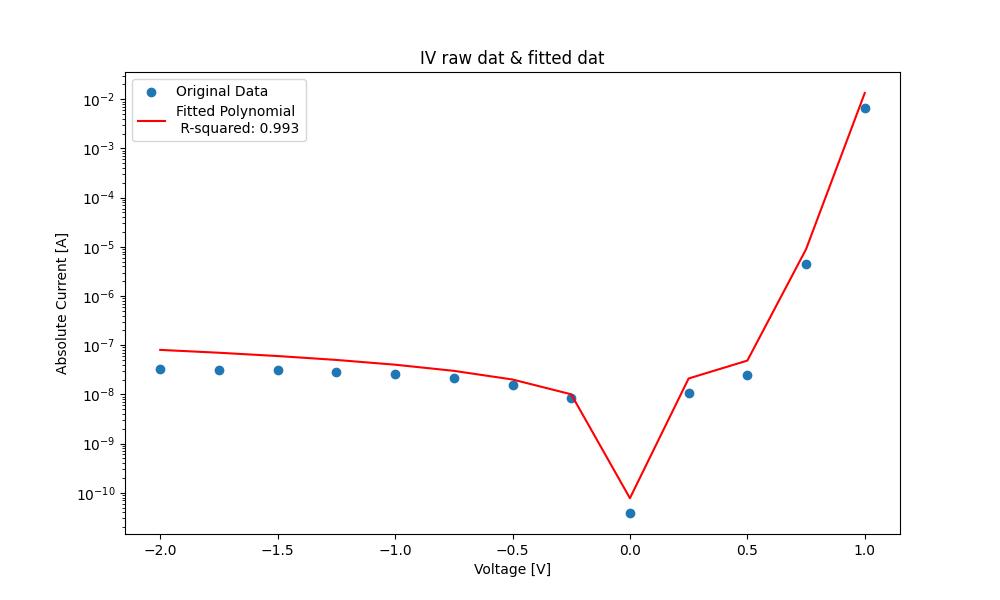 IV raw dat & fitted dat
Original Data
Fitted Polynomial
R-squared: 0.993
Absolute Current [A]
10⁻²
10⁻³
10⁻⁴
10⁻⁵
10⁻⁶
10⁻⁷
10⁻⁸
10⁻⁹
10⁻¹⁰
−2.0 −1.5 −1.0 −0.5 0.0 0.5 1.0
Voltage [V]